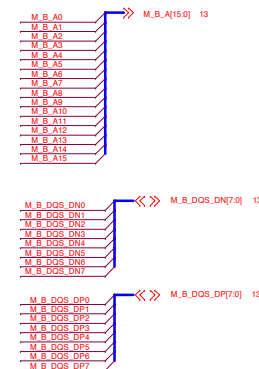 M_B_A[15:0] 13
M_B_A0
M_B_A1
M_B_A2
M_B_A3
M_B_A4
M_B_A5
M_B_A6
M_B_A7
M_B_A8
M_B_A9
M_B_A10
M_B_A11
M_B_A12
M_B_A13
M_B_A14
M_B_A15
M_B_DQS_DN[7:0] 13
M_B_DQS_DN0
M_B_DQS_DN1
M_B_DQS_DN2
M_B_DQS_DN3
M_B_DQS_DN4
M_B_DQS_DN5
M_B_DQS_DN6
M_B_DQS_DN7
M_B_DQS_DP[7:0] 13
M_B_DQS_DP0
M_B_DQS_DP1
M_B_DQS_DP2
M_B_DQS_DP3
M_B_DQS_DP4
M_B_DQS_DP5
M_B_DQS_DP6
M_B_DQS_DP7